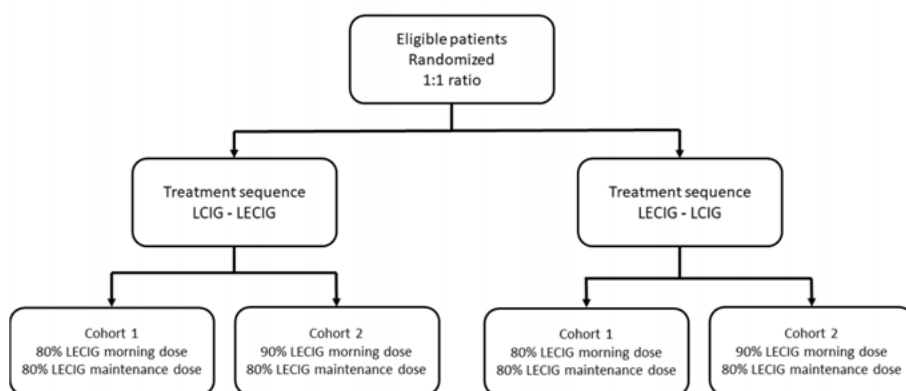 Eligible patients
Randomized
1:1 ratio
Treatment sequence
LCIG - LECIG
Treatment sequence
LECIG - LCIG
Cohort 1
80% LECIG morning dose
80% LECIG maintenance dose
Cohort 2
90% LECIG morning dose
80% LECIG maintenance dose
Cohort 1
80% LECIG morning dose
80% LECIG maintenance dose
Cohort 2
90% LECIG morning dose
80% LECIG maintenance dose